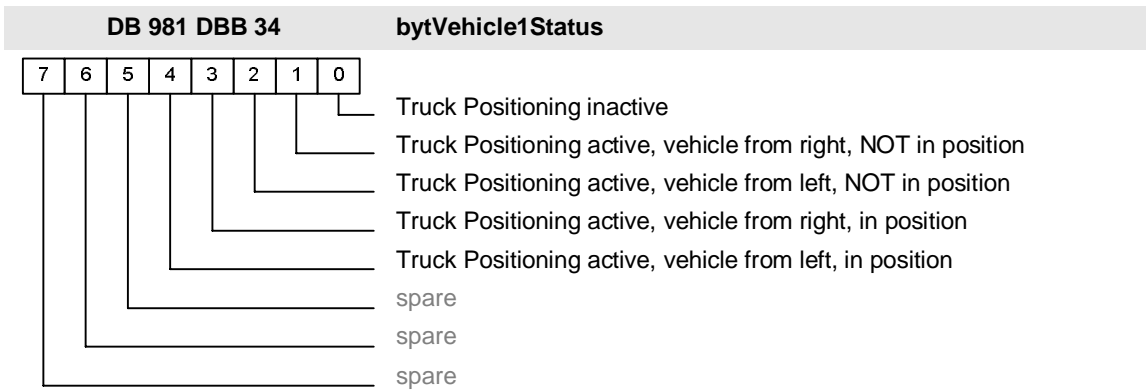 DB 981 DBB 34 bytVehicle1Status
7 6 5 4 3 2 1 0
Truck Positioning inactive
Truck Positioning active, vehicle from right, NOT in position
Truck Positioning active, vehicle from left, NOT in position
Truck Positioning active, vehicle from right, in position
Truck Positioning active, vehicle from left, in position
spare
spare
spare